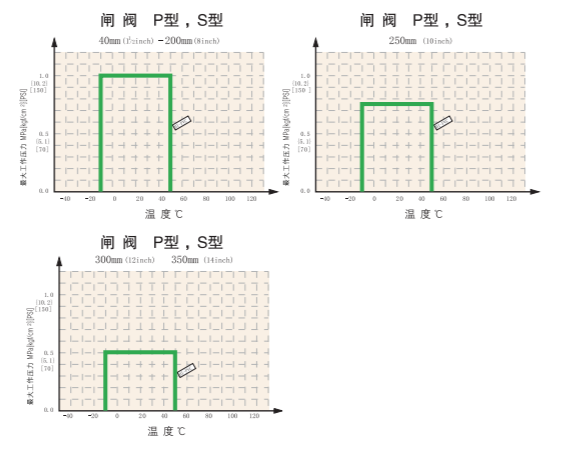 闸 阀 P型，S型
40mm (1½inch) -200mm (8inch)
最大工作压力 MPa[kgf/cm²][PSI]
1.0
[10.2]
[150]
0.5
[5.1]
[70]
0.0
-40 -20 0 20 40 60 80 100 120
温 度 ℃
闸 阀 P型，S型
250mm (10inch)
最大工作压力 MPa[kgf/cm²][PSI]
1.0
[10.2]
[150 ]
0.5
[5.1]
[70]
0.0
-40 -20 0 20 40 60 80 100 120
温 度 ℃
闸 阀 P型，S型
300mm (12inch) 350mm (14inch)
最大工作压力 MPa[kgf/cm²][PSI]
1.0
[10.2]
[150]
0.5
[5.1]
[70]
0.0
-40 -20 0 20 40 60 80 100 120
温 度 ℃